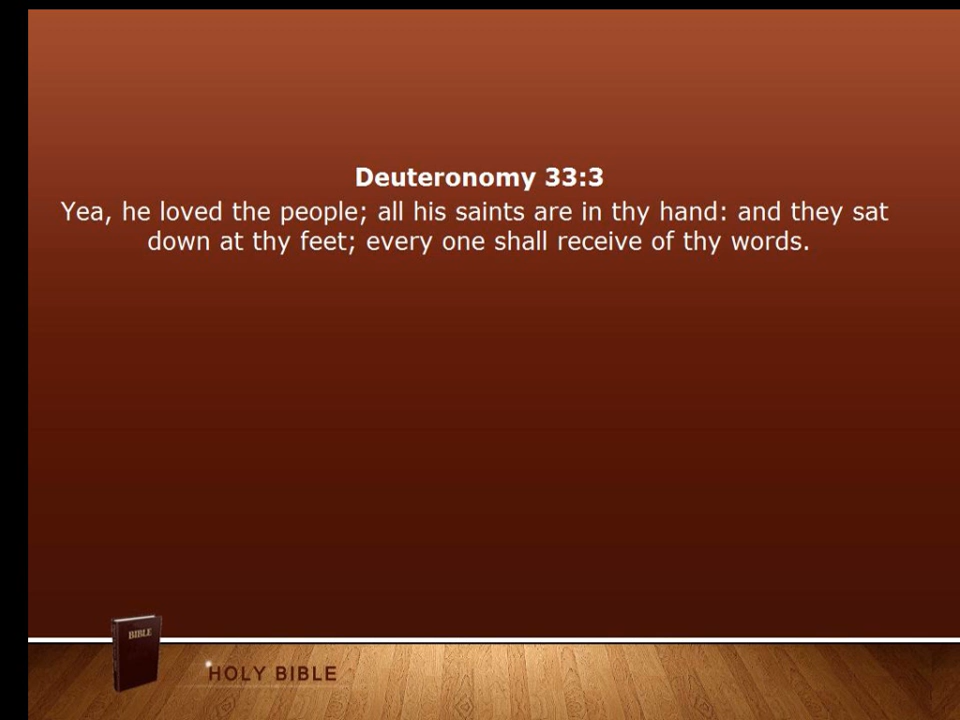 Deuteronomy 33:3
Yea, he loved the people; all his saints are in thy hand: and they sat
down at thy feet; every one shall receive of thy words.
BIBLE
HOLY BIBLE